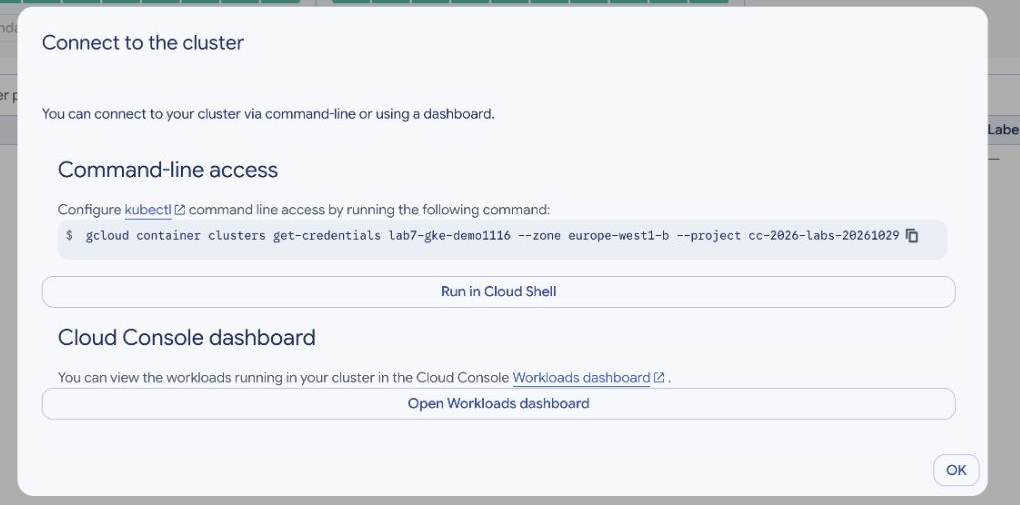 Connect to the cluster
You can connect to your cluster via command-line or using a dashboard.
Command-line access
Configure kubectl command line access by running the following command:
$ gcloud container clusters get-credentials lab7-gke-demo1116 --zone europe-west1-b --project cc-2026-labs-20261029
Run in Cloud Shell
Cloud Console dashboard
You can view the workloads running in your cluster in the Cloud Console Workloads dashboard .
Open Workloads dashboard
OK